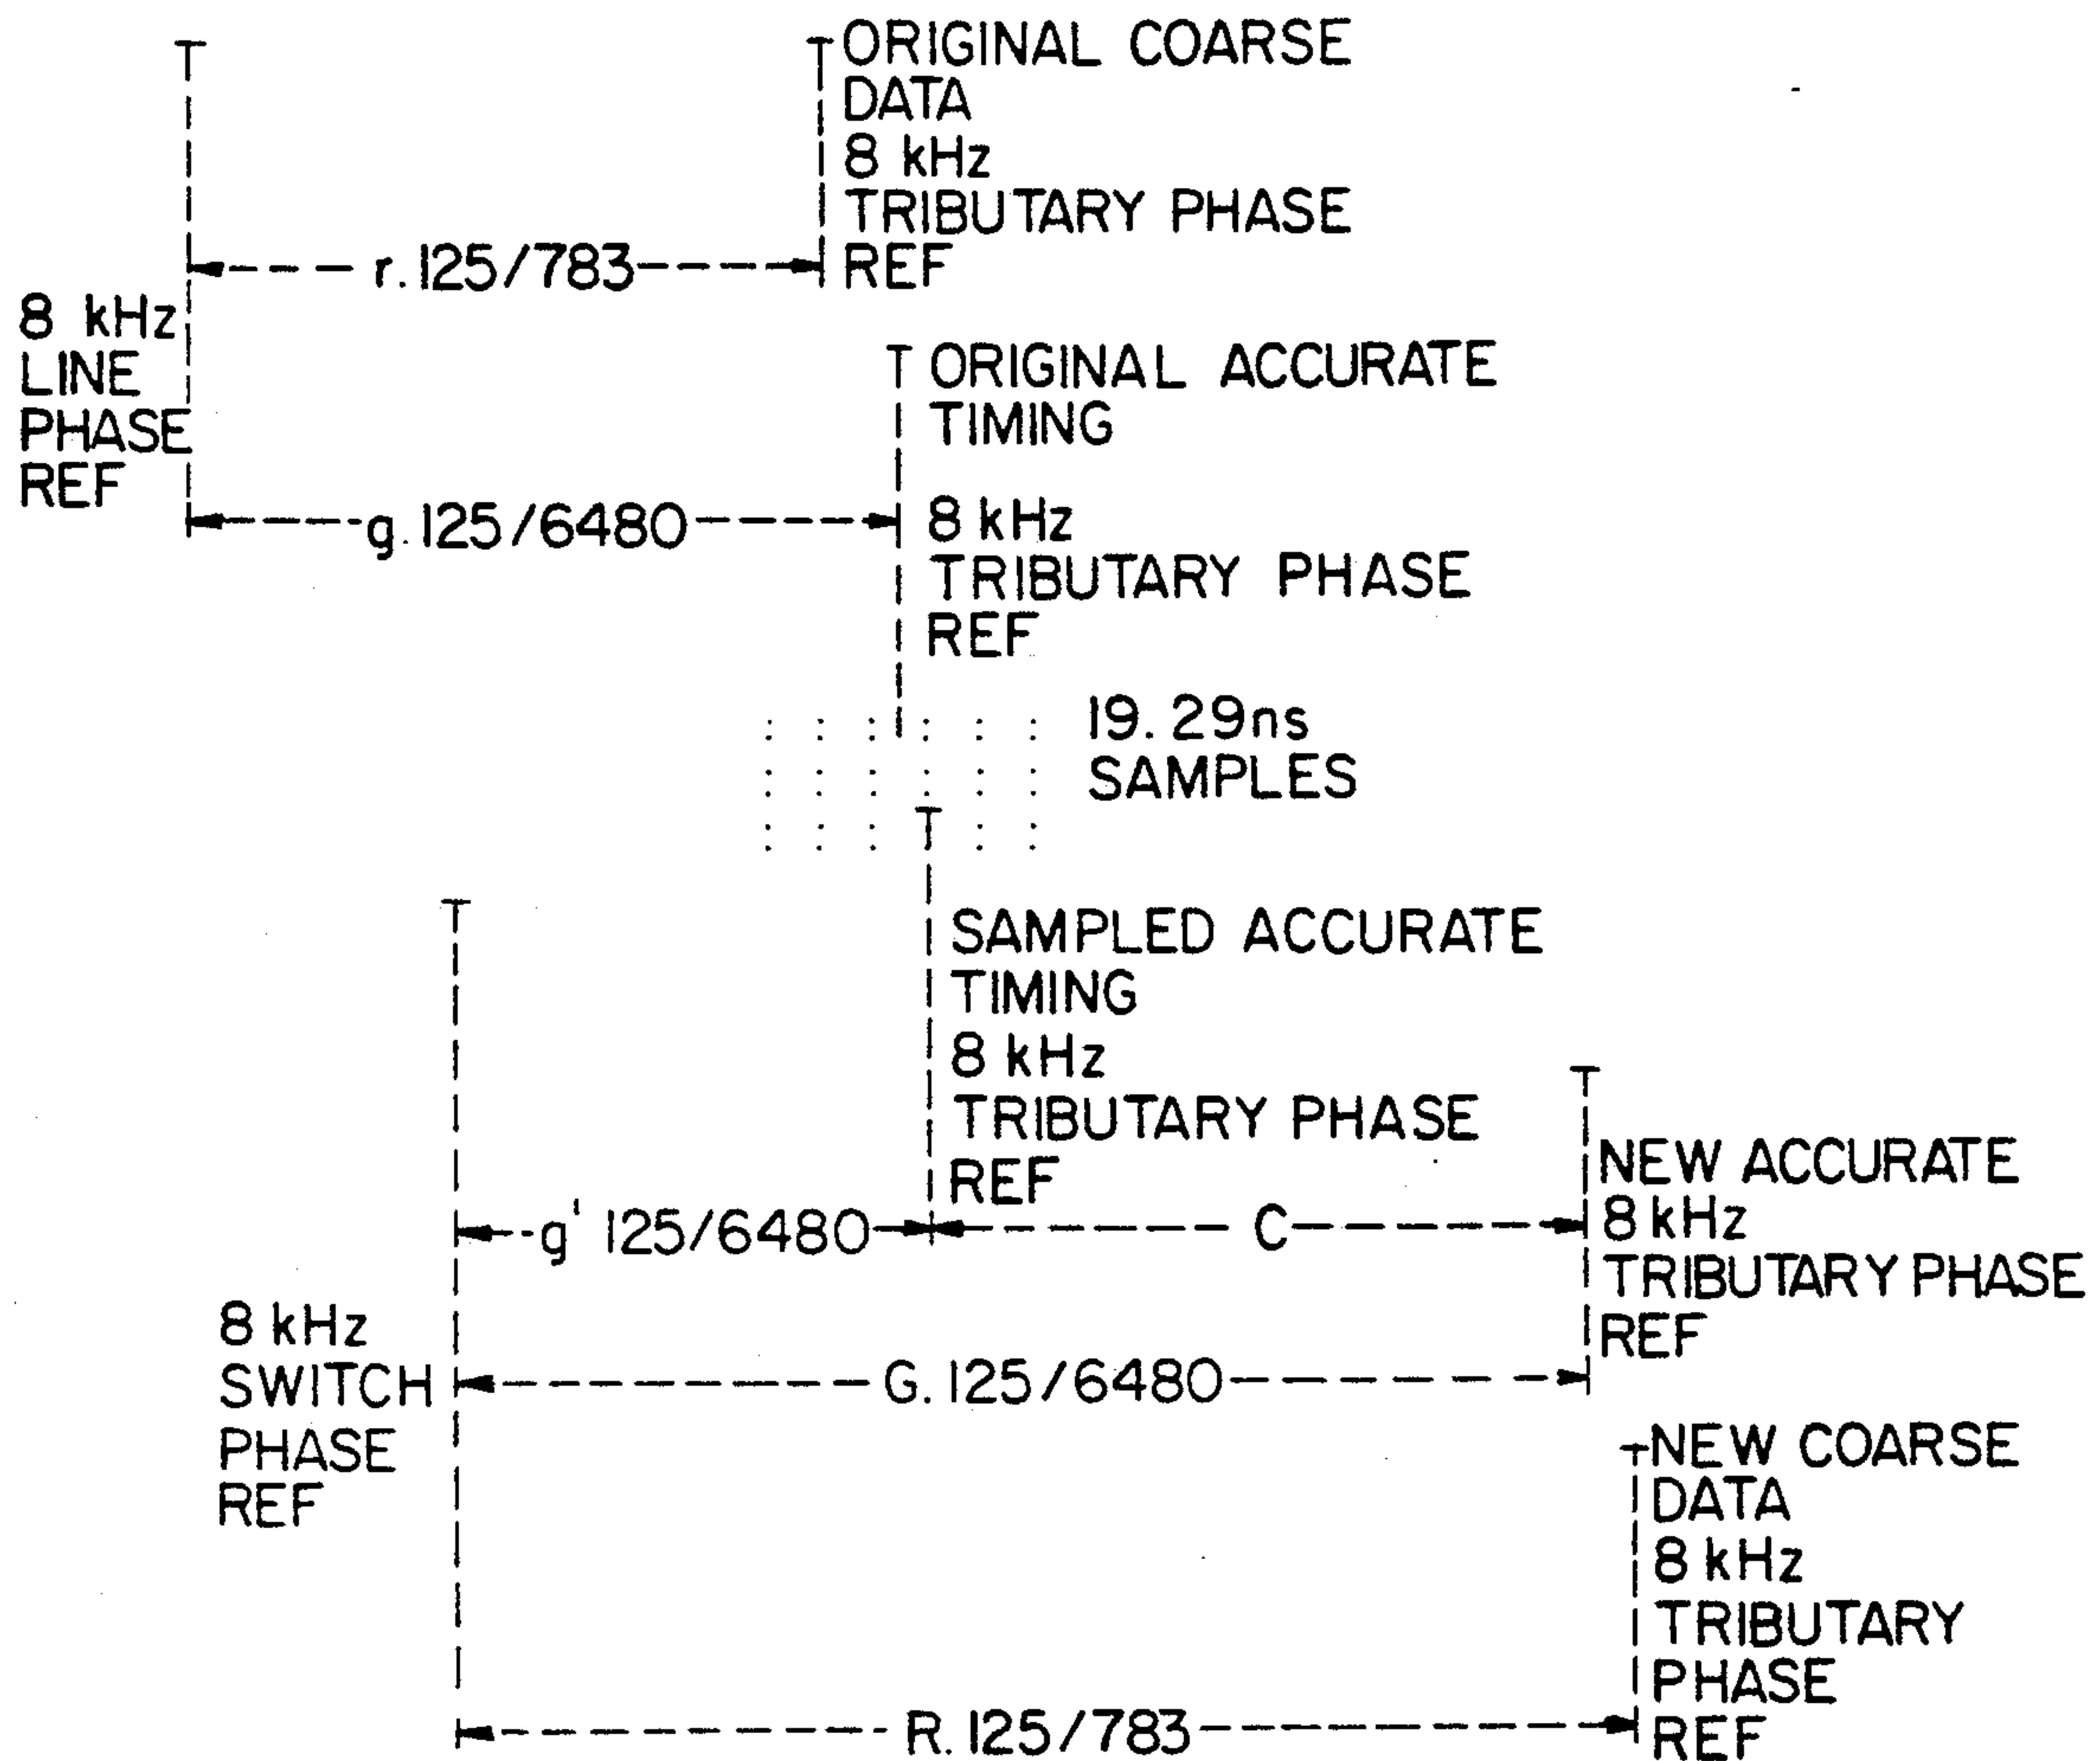 ORIGINAL COARSE
DATA
8 kHz
TRIBUTARY PHASE
REF
r.125/783
8 kHz
LINE
PHASE
REF
ORIGINAL ACCURATE
TIMING
8 kHz
TRIBUTARY PHASE
REF
g.125/6480
19.29ns
SAMPLES
SAMPLED ACCURATE
TIMING
8 kHz
TRIBUTARY PHASE
REF
g' 125/6480
C
NEW ACCURATE
8 kHz
TRIBUTARY PHASE
REF
8 kHz
SWITCH
PHASE
REF
G.125/6480
NEW COARSE
DATA
8 kHz
TRIBUTARY
PHASE
REF
R.125/783